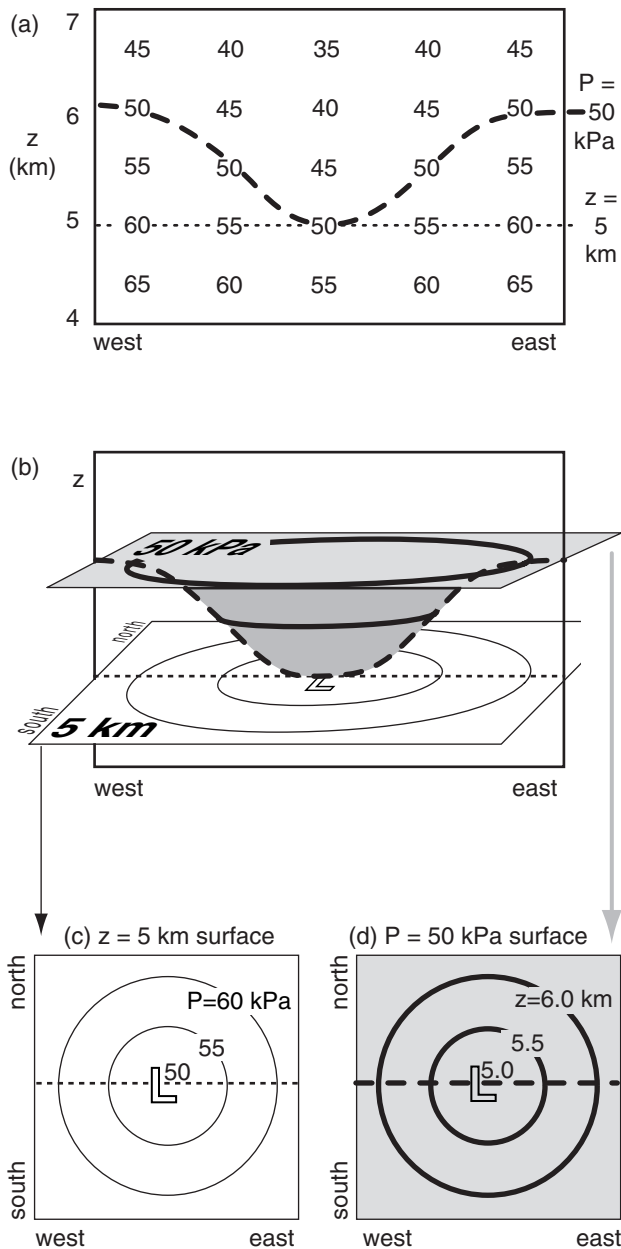 (a)
7
45 40 35 40 45
6
50 45 40 45 50
P =
50
kPa
z
(km)
55 50 45 50 55
5
60 55 50 55 60
z =
5
km
65 60 55 60 65
4
west east
(b)
z
50 kPa
north
L
south
5 km
west east
(c) z = 5 km surface
north
P=60 kPa
55
50
L
south
west east
(d) P = 50 kPa surface
north
z=6.0 km
5.5
5.0
L
south
west east